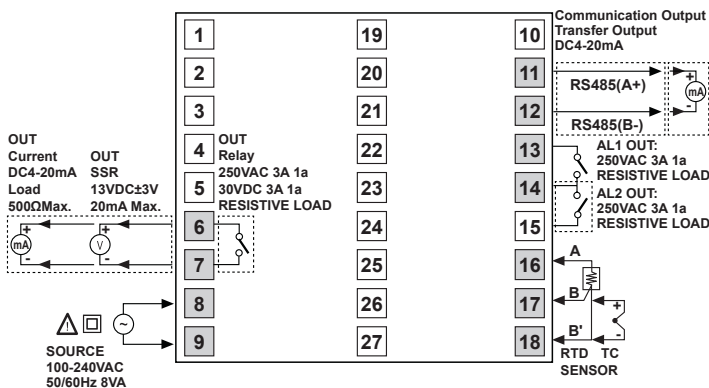 Communication Output
Transfer Output
DC4-20mA
1
19
10
2
20
11
RS485(A+)
+
mA
-
3
21
12
RS485(B-)
OUT
Current
DC4-20mA
Load
500ΩMax.
OUT
SSR
13VDC±3V
20mA Max.
4
OUT
Relay
250VAC 3A 1a
30VDC 3A 1a
RESISTIVE LOAD
22
13
AL1 OUT:
250VAC 3A 1a
RESISTIVE LOAD
5
23
14
AL2 OUT:
250VAC 3A 1a
RESISTIVE LOAD
+
mA
-
+
V
-
6
24
15
7
25
16
A
8
26
17
B
+
-
9
27
18
B'
RTD
TC
SENSOR
~
SOURCE
100-240VAC
50/60Hz 8VA